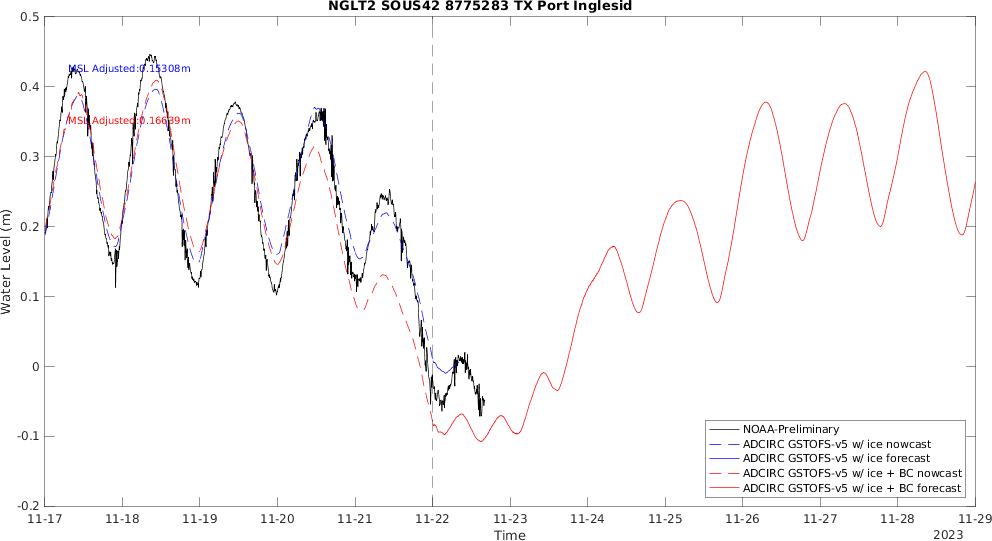 NGLT2 SOUS42 8775283 TX Port Inglesid
0.5
0.4
0.3
0.2
0.1
0
-0.1
-0.2
Water Level (m)
MSL Adjusted:0.15308m
MSL Adjusted:0.16639m
NOAA-Preliminary
ADCIRC GSTOFS-v5 w/ ice nowcast
ADCIRC GSTOFS-v5 w/ ice forecast
ADCIRC GSTOFS-v5 w/ ice + BC nowcast
ADCIRC GSTOFS-v5 w/ ice + BC forecast
11-17 11-18 11-19 11-20 11-21 11-22 11-23 11-24 11-25 11-26 11-27 11-28 11-29
Time
2023